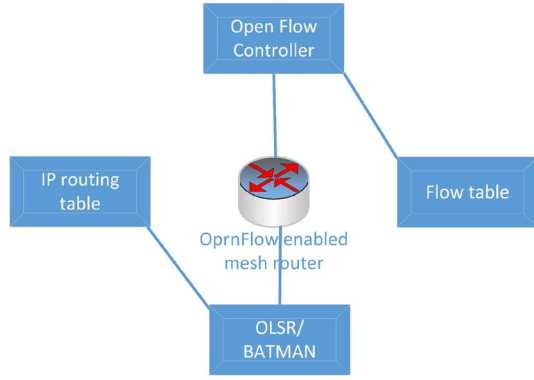 Open Flow
Controller
IP routing
table
Flow table
OprnFlow enabled
mesh router
OLSR/
BATMAN